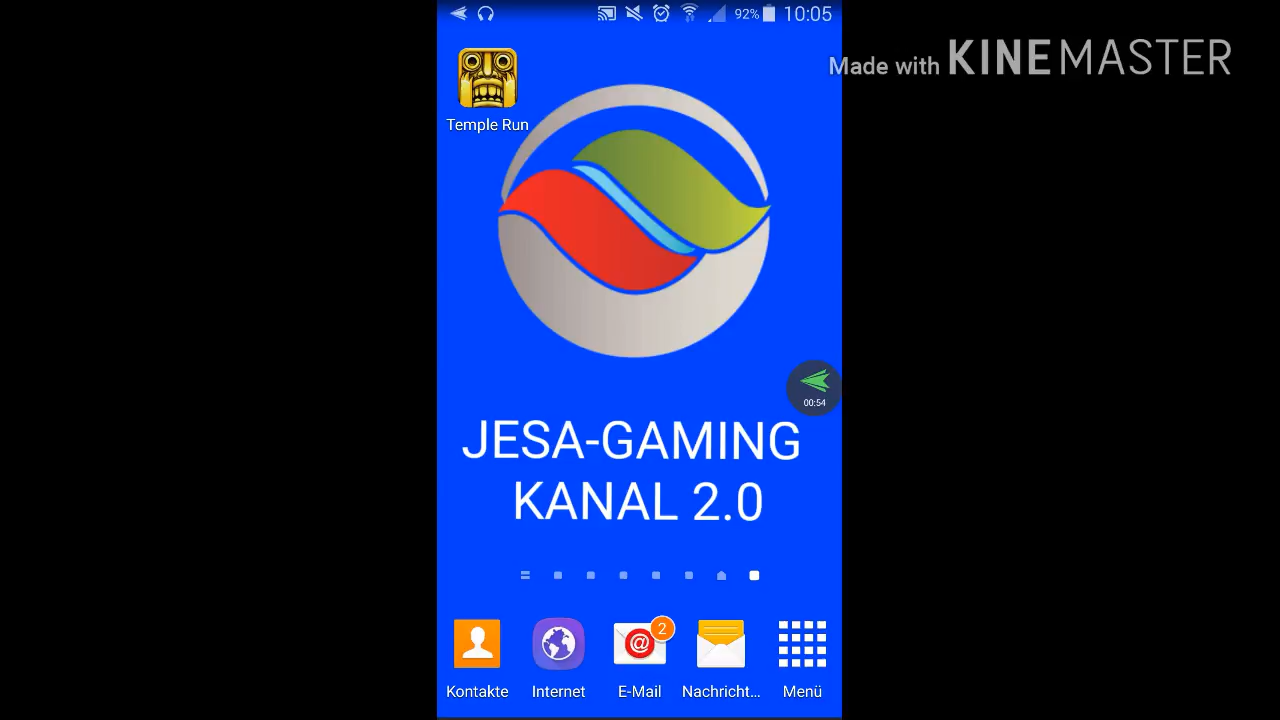 92% 10:05
Made with KINEMASTER
Temple Run
00:54
JESA-GAMING
KANAL 2.0
@ 2
Kontakte Internet E-Mail Nachricht... Menü